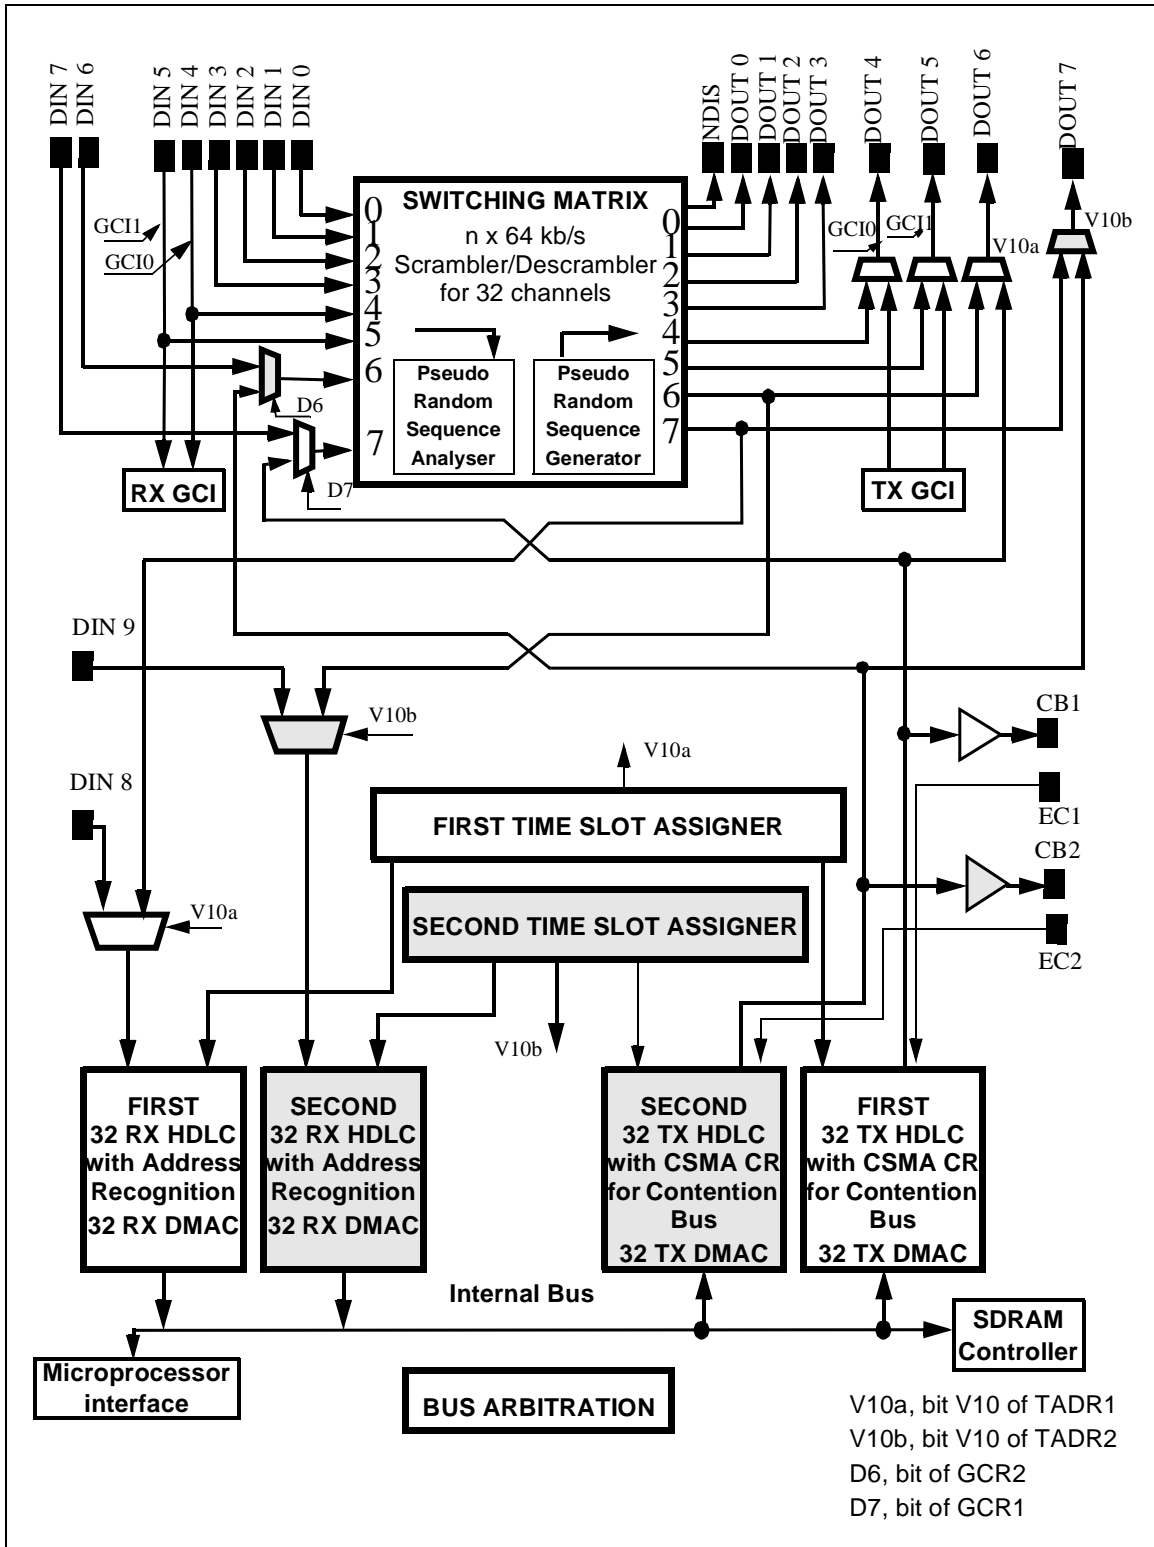 DIN 7
DIN 6
DIN 5
DIN 4
DIN 3
DIN 2
DIN 1
DIN 0
NDIS
DOUT 0
DOUT 1
DOUT 2
DOUT 3
DOUT 4
DOUT 5
DOUT 6
DOUT 7
GCI1
GCI0
SWITCHING MATRIX
n x 64 kb/s
Scrambler/Descrambler
for 32 channels
0
1
2
3
4
5
6
7
Pseudo
Random
Sequence
Analyser
Pseudo
Random
Sequence
Generator
0
1
2
3
4
5
6
7
GCI0
GCI1
V10a
V10b
D6
D7
RX GCI
TX GCI
DIN 9
V10b
DIN 8
V10a
V10a
FIRST TIME SLOT ASSIGNER
SECOND TIME SLOT ASSIGNER
V10b
CB1
EC1
CB2
EC2
FIRST
32 RX HDLC
with Address
Recognition
32 RX DMAC
SECOND
32 RX HDLC
with Address
Recognition
32 RX DMAC
SECOND
32 TX HDLC
with CSMA CR
for Contention
Bus
32 TX DMAC
FIRST
32 TX HDLC
with CSMA CR
for Contention
Bus
32 TX DMAC
Internal Bus
SDRAM
Controller
Microprocessor
interface
BUS ARBITRATION
V10a, bit V10 of TADR1
V10b, bit V10 of TADR2
D6, bit of GCR2
D7, bit of GCR1